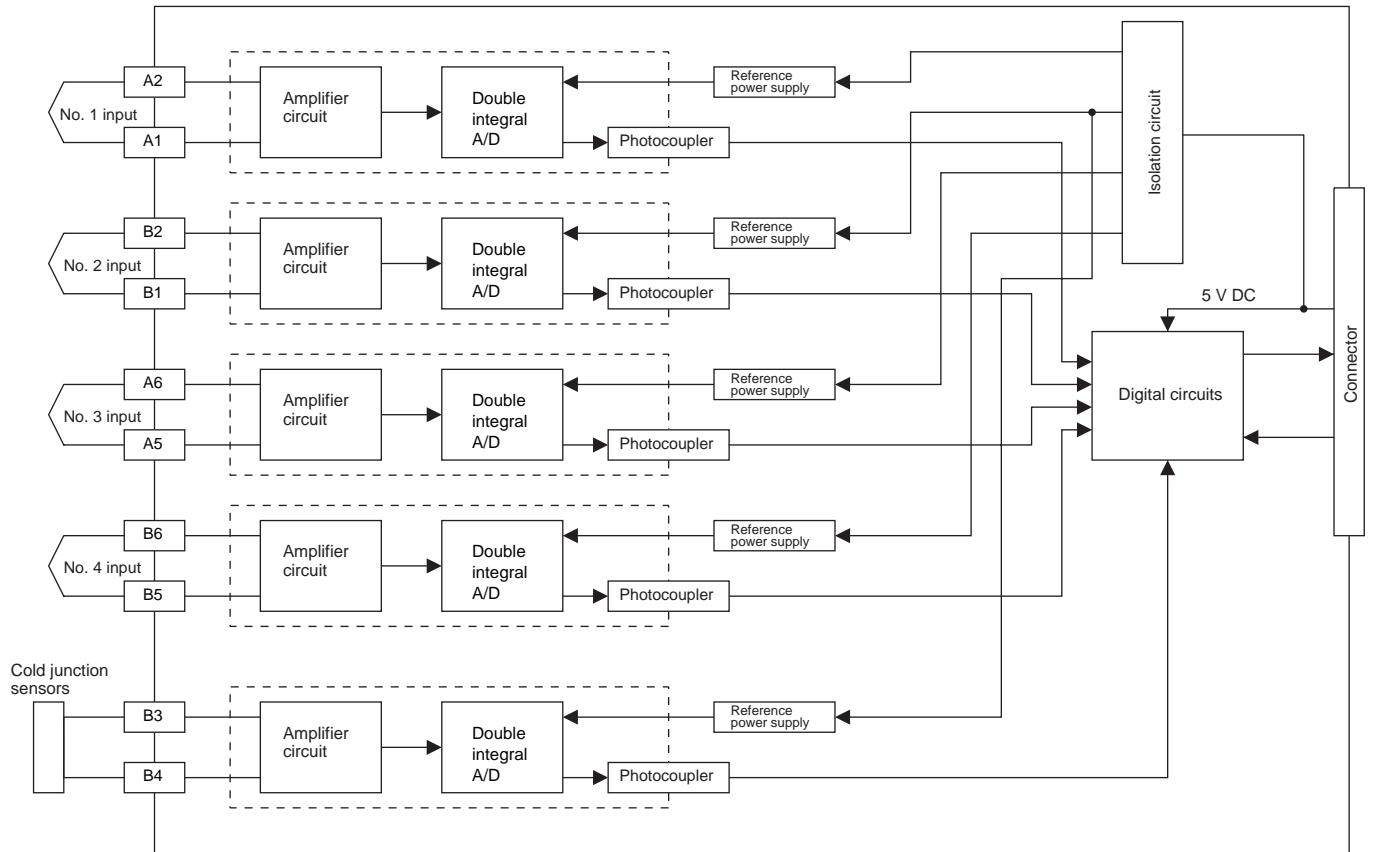 A2
No. 1 input
A1
Amplifier
circuit
Double
integral
A/D
Reference
power supply
Photocoupler
B2
No. 2 input
B1
Amplifier
circuit
Double
integral
A/D
Reference
power supply
Photocoupler
A6
No. 3 input
A5
Amplifier
circuit
Double
integral
A/D
Reference
power supply
Photocoupler
B6
No. 4 input
B5
Amplifier
circuit
Double
integral
A/D
Reference
power supply
Photocoupler
Cold junction
sensors
B3
B4
Amplifier
circuit
Double
integral
A/D
Reference
power supply
Photocoupler
Isolation circuit
5 V DC
Digital circuits
Connector